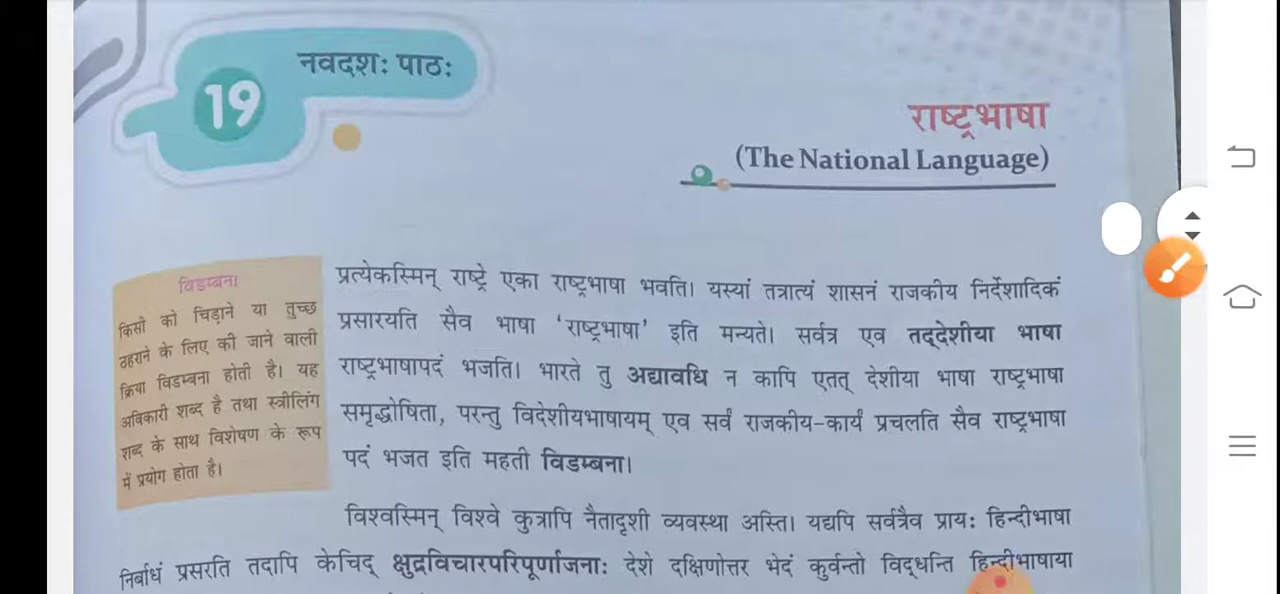 नवदशः पाठः
19
राष्ट्रभाषा
(The National Language)
विडम्बना
किसी को चिड़ाने या तुच्छ
ठहराने के लिए की जाने वाली
क्रिया विडम्बना होती है। यह
अविकारी शब्द है तथा स्त्रीलिंग
शब्द के साथ विशेषण के रूप
में प्रयोग होता है।
प्रत्येकस्मिन् राष्ट्रे एका राष्ट्रभाषा भवति। यस्यां तत्रात्यं शासनं राजकीय निर्देशादिकं
प्रसारयति सैव भाषा ‘राष्ट्रभाषा’ इति मन्यते। सर्वत्र एव तद्देशीया भाषा
राष्ट्रभाषापदं भजति। भारते तु अद्यावधि न कापि एतत् देशीया भाषा राष्ट्रभाषा
समृद्धोषिता, परन्तु विदेशीयभाषायम् एव सर्वं राजकीय-कार्यं प्रचलति सैव राष्ट्रभाषा
पदं भजत इति महती विडम्बना।
विश्वस्मिन् विश्वे कुत्रापि नैतादृशी व्यवस्था अस्ति। यद्यपि सर्वत्रैव प्रायः हिन्दीभाषा
निर्बाधं प्रसरति तदापि केचिद् क्षुद्रविचारपरिपूर्णाजनाः देशे दक्षिणोत्तर भेदं कुर्वन्तो विद्धन्ति हिन्दीभाषाया